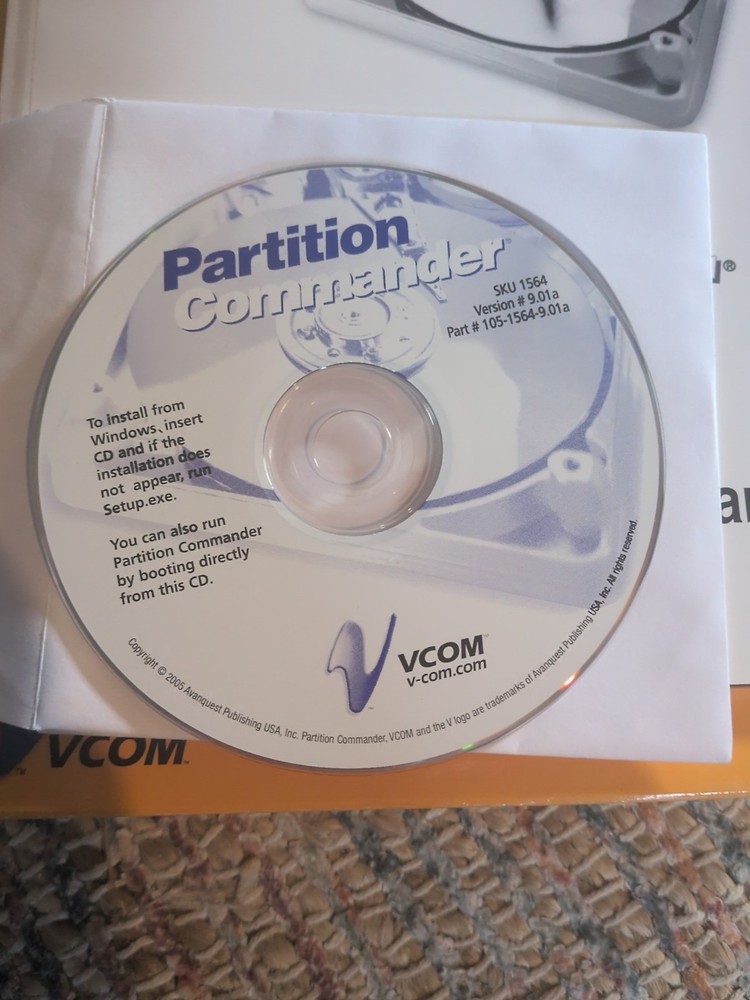 Partition
Commander®
SKU 1564
Version # 9.01a
Part # 105-1564-9.01a
To install from
Windows, insert
CD and if the
installation does
not appear, run
Setup.exe.
You can also run
Partition Commander
by booting directly
from this CD.
VCOM™
v-com.com
Copyright © 2005 Avanquest Publishing USA, Inc. Partition Commander, VCOM and the V logo are trademarks of Avanquest Publishing USA, Inc. All rights reserved.
VCOM™